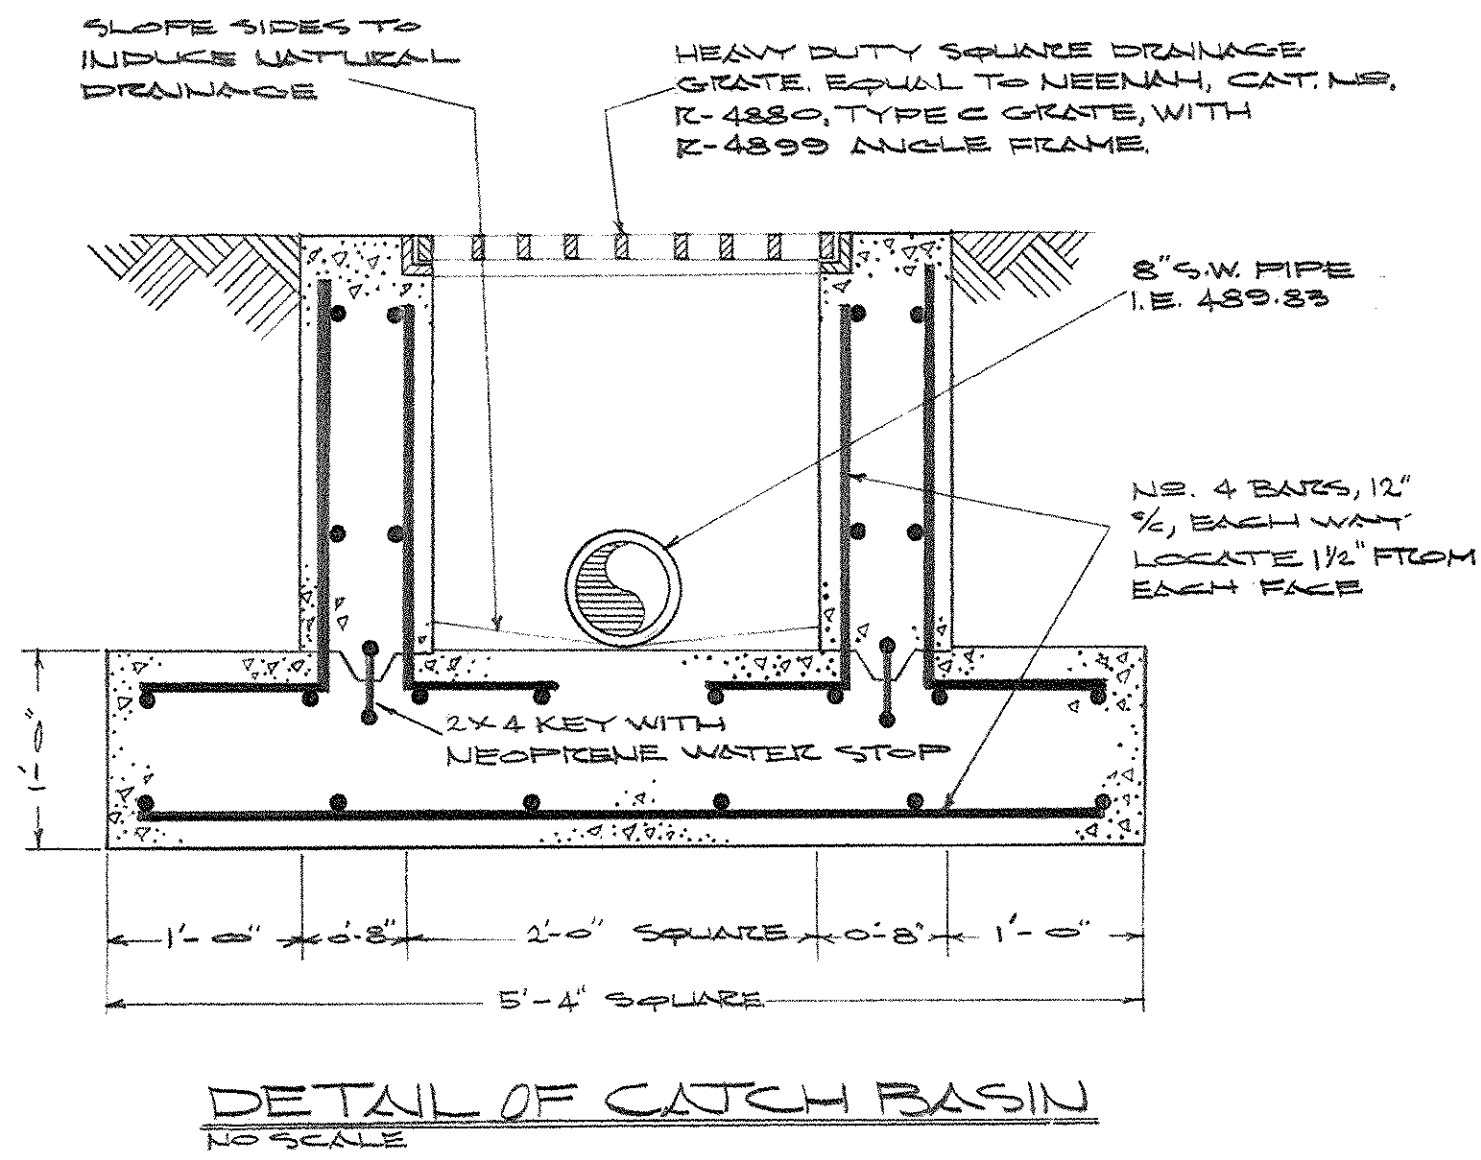 SLOPE SIDES TO
INDUCE NATURAL
DRAINAGE
HEAVY DUTY SQUARE DRAINAGE
GRATE. EQUAL TO NEENAH, CAT. NO.
R-4880, TYPE C GRATE, WITH
R-4899 ANGLE FRAME.
8" S.W. PIPE
I.E. 489.83
NO. 4 BARS, 12"
o/c, EACH WAY
LOCATE 1½" FROM
EACH FACE
2X4 KEY WITH
NEOPRENE WATER STOP
1'-0"
1'-0"
0'-8"
2'-0" SQUARE
0'-8"
1'-0"
5'-4" SQUARE
DETAIL OF CATCH BASIN
NO SCALE